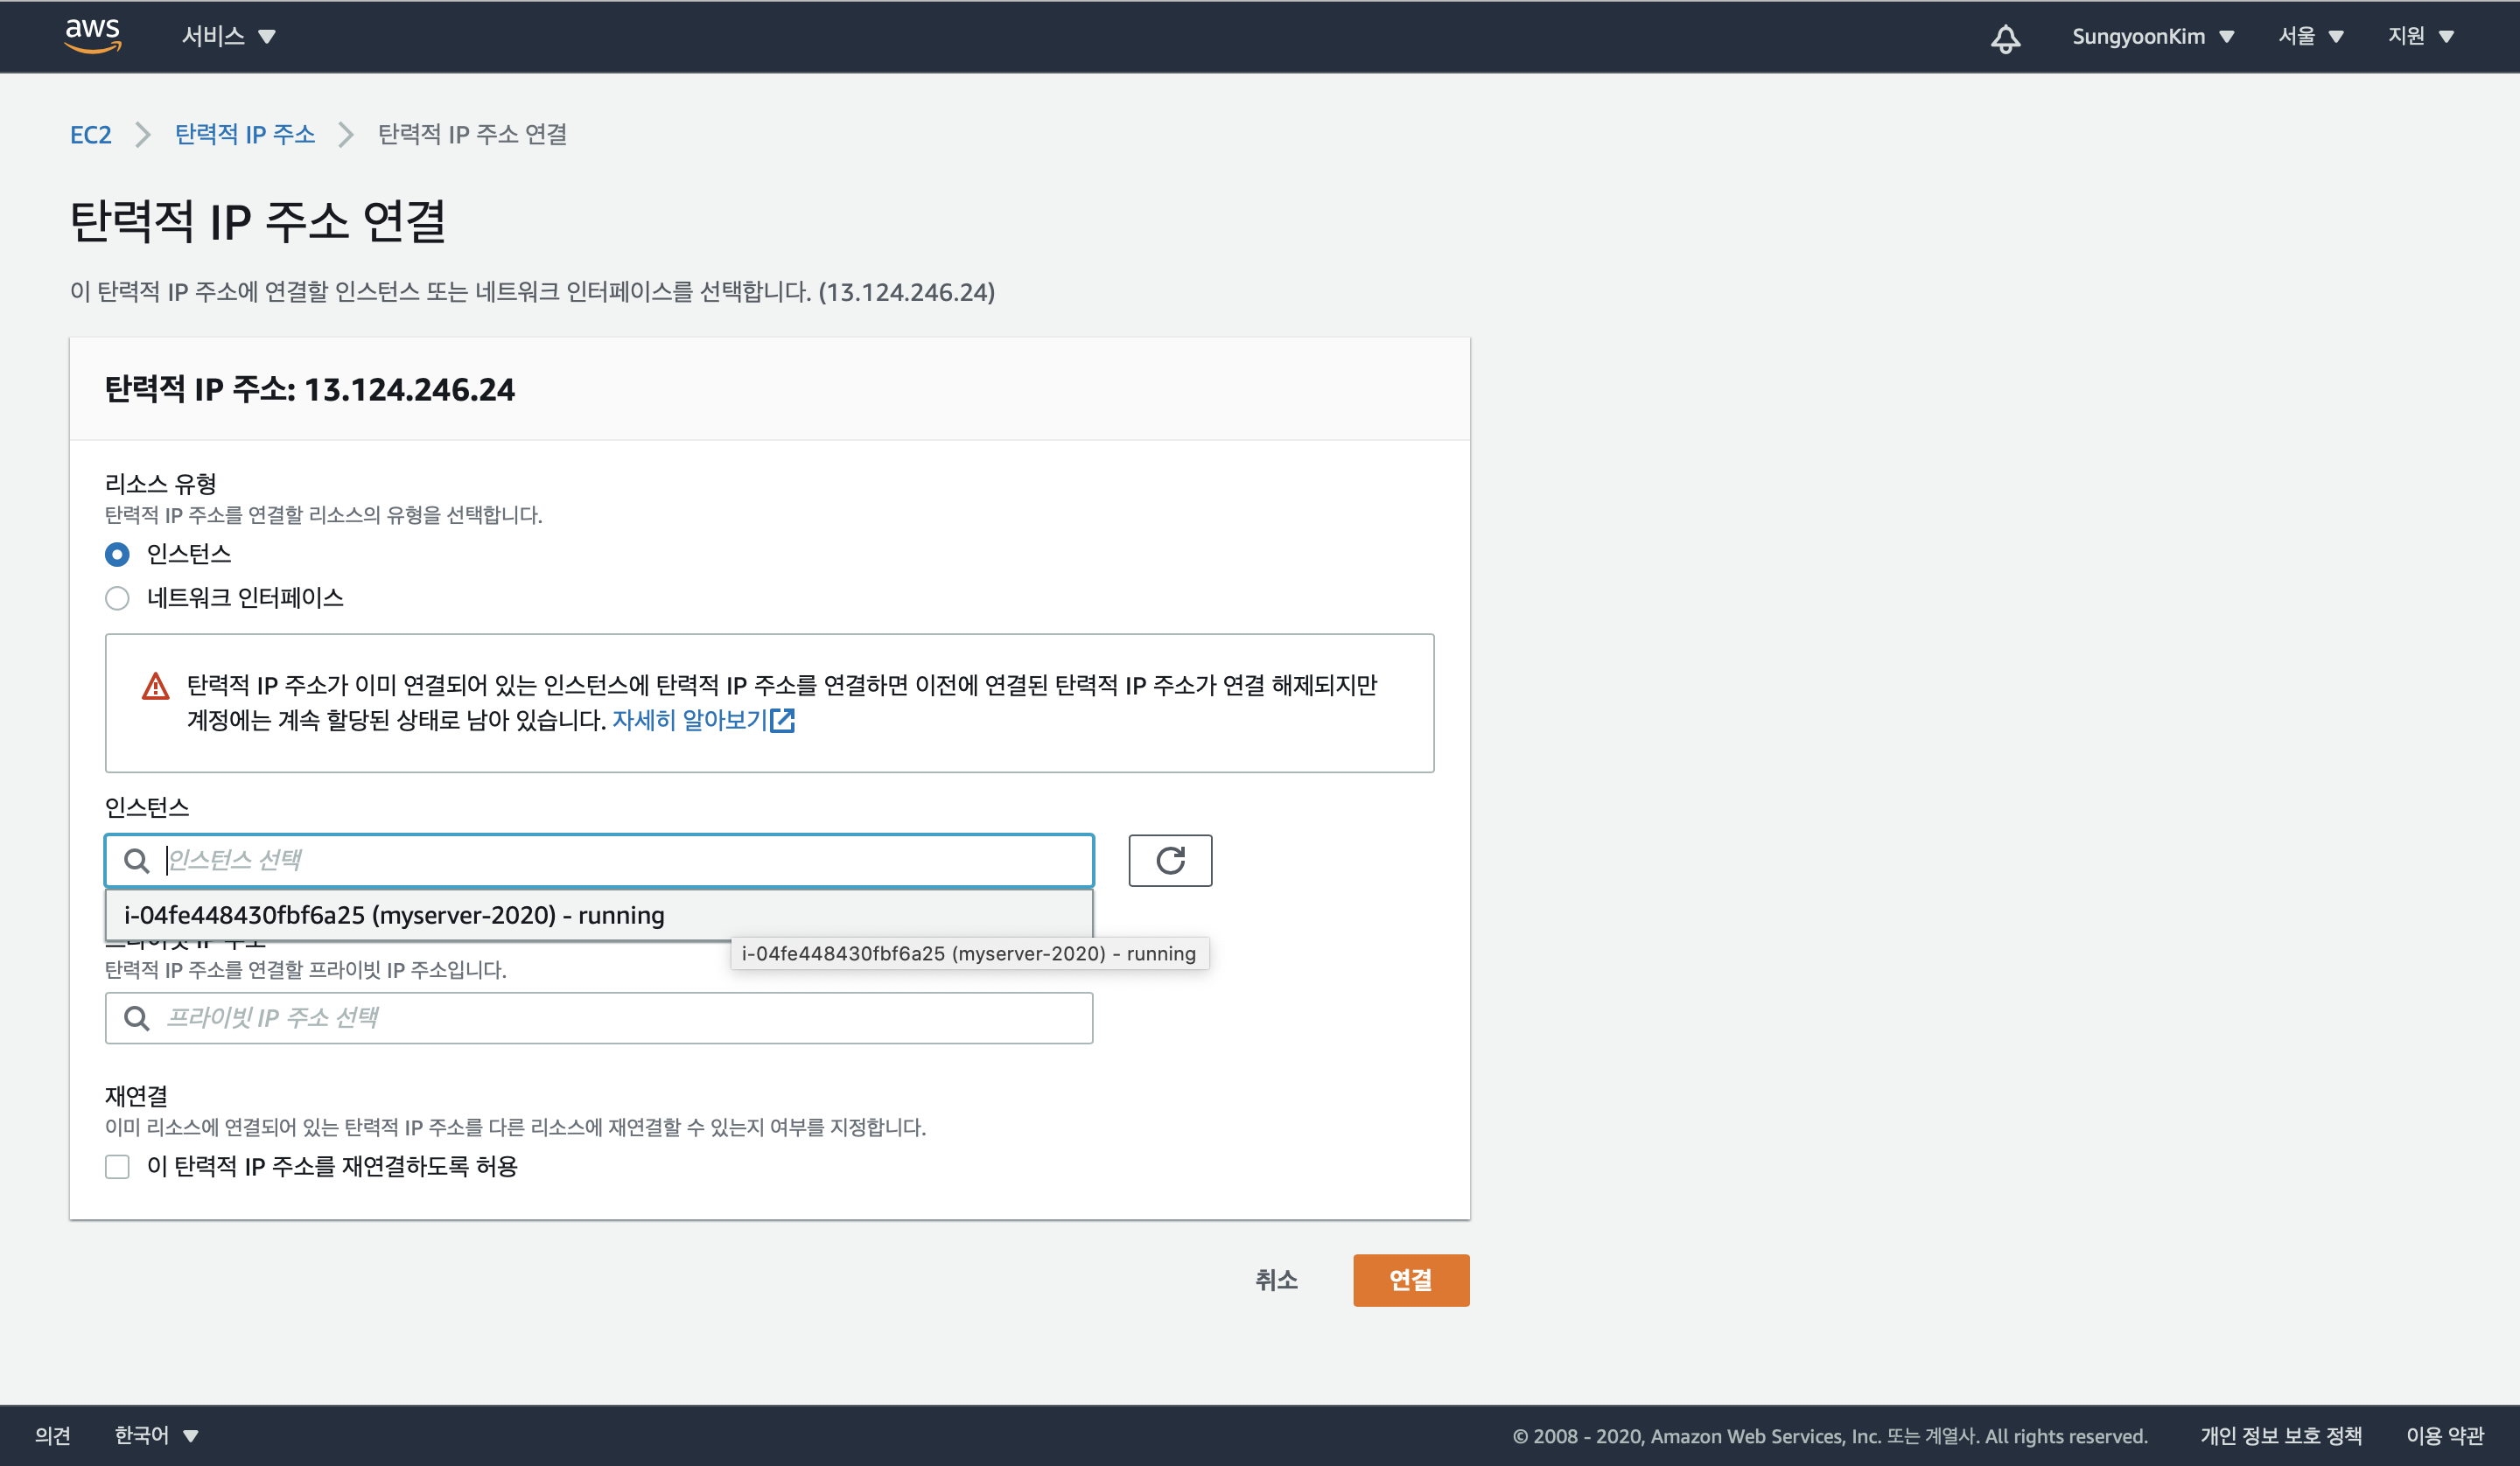 aws 서비스 SungyoonKim 서울 지원
EC2 탄력적 IP 주소 탄력적 IP 주소 연결
탄력적 IP 주소 연결
이 탄력적 IP 주소에 연결할 인스턴스 또는 네트워크 인터페이스를 선택합니다. (13.124.246.24)
탄력적 IP 주소: 13.124.246.24
리소스 유형
탄력적 IP 주소를 연결할 리소스의 유형을 선택합니다.
인스턴스
네트워크 인터페이스
탄력적 IP 주소가 이미 연결되어 있는 인스턴스에 탄력적 IP 주소를 연결하면 이전에 연결된 탄력적 IP 주소가 연결 해제되지만
계정에는 계속 할당된 상태로 남아 있습니다. 자세히 알아보기
인스턴스
인스턴스 선택
i-04fe448430fbf6a25 (myserver-2020) - running
프라이빗 IP 주소
i-04fe448430fbf6a25 (myserver-2020) - running
탄력적 IP 주소를 연결할 프라이빗 IP 주소입니다.
프라이빗 IP 주소 선택
재연결
이미 리소스에 연결되어 있는 탄력적 IP 주소를 다른 리소스에 재연결할 수 있는지 여부를 지정합니다.
이 탄력적 IP 주소를 재연결하도록 허용
취소 연결
의견 한국어 © 2008 - 2020, Amazon Web Services, Inc. 또는 계열사. All rights reserved. 개인 정보 보호 정책 이용 약관